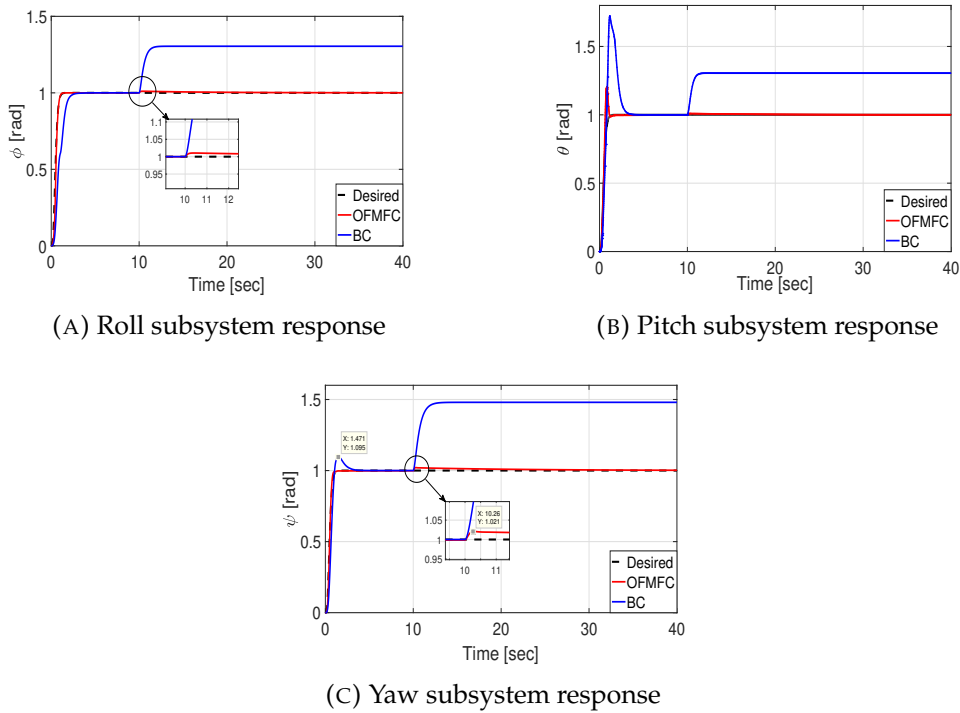 1.5
1
0.5
0
ϕ [rad]
1.1
1.05
1
0.95
10 11 12
Desired
OFMFC
BC
0 10 20 30 40
Time [sec]
(A) Roll subsystem response
1.5
1
0.5
0
θ [rad]
Desired
OFMFC
BC
0 10 20 30 40
Time [sec]
(B) Pitch subsystem response
1.5
1
0.5
0
ψ [rad]
X: 1.471
Y: 1.095
1.05
1
0.95
X: 10.26
Y: 1.021
10 11
Desired
OFMFC
BC
0 10 20 30 40
Time [sec]
(C) Yaw subsystem response